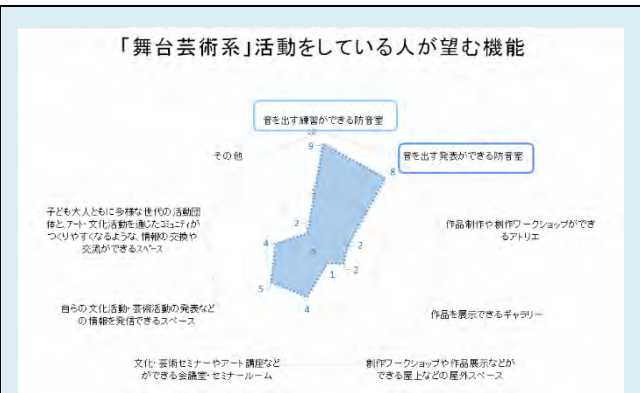 「舞台芸術系」活動をしている人が望む機能
音を出す練習ができる防音室
10
9
その他
音を出す発表ができる防音室
8
子ども大人ともに多様な世代の活動団
体と、アート・文化活動を通じたコミュニティが
つくりやすくなるような、情報の交換や
交流ができるスペース
2
作品制作や創作ワークショップができ
るアトリエ
4
2
0
2
1
5
4
自らの文化活動・芸術活動の発表など
の情報を発信できるスペース
作品を展示できるギャラリー
文化・芸術セミナーやアート講座など
ができる会議室・セミナールーム
創作ワークショップや作品展示などが
できる屋上などの屋外スペース